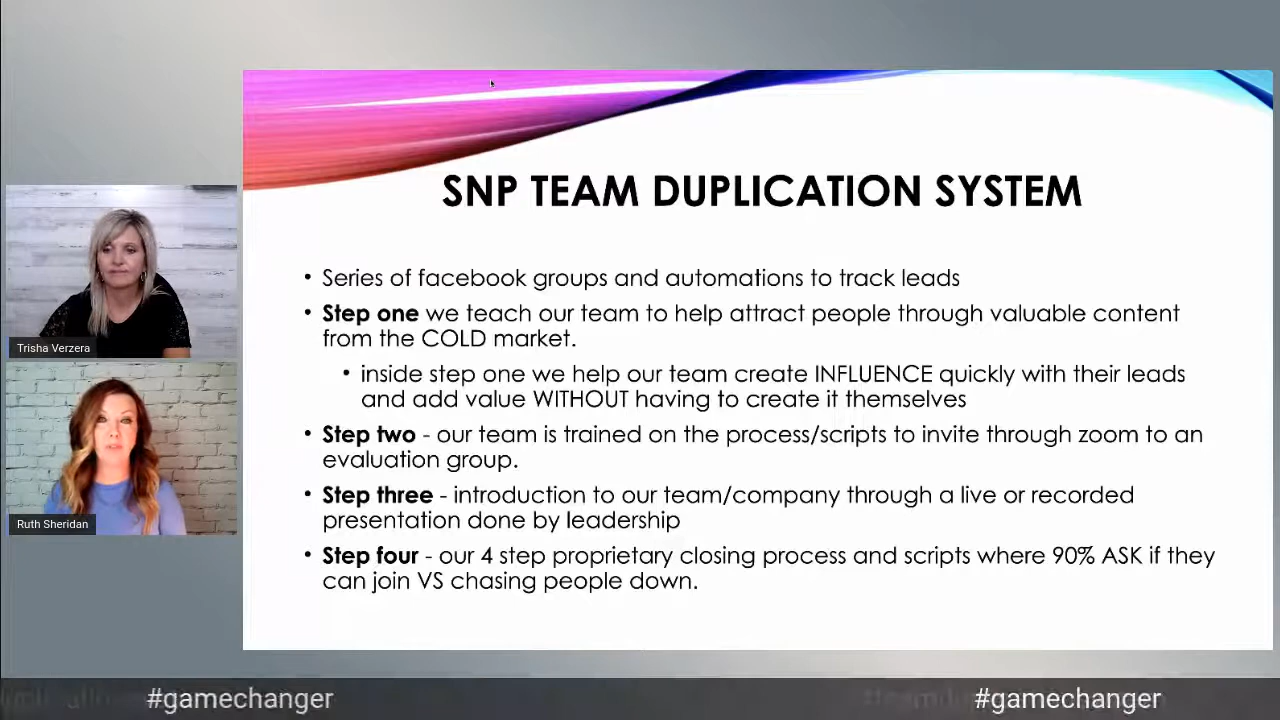 SNP TEAM DUPLICATION SYSTEM
• Series of facebook groups and automations to track leads
• Step one we teach our team to help attract people through valuable content
from the COLD market.
• inside step one we help our team create INFLUENCE quickly with their leads
and add value WITHOUT having to create it themselves
• Step two - our team is trained on the process/scripts to invite through zoom to an
evaluation group.
• Step three - introduction to our team/company through a live or recorded
presentation done by leadership
• Step four - our 4 step proprietary closing process and scripts where 90% ASK if they
can join VS chasing people down.
Trisha Verzera
Ruth Sheridan
#gamechanger
#gamechanger